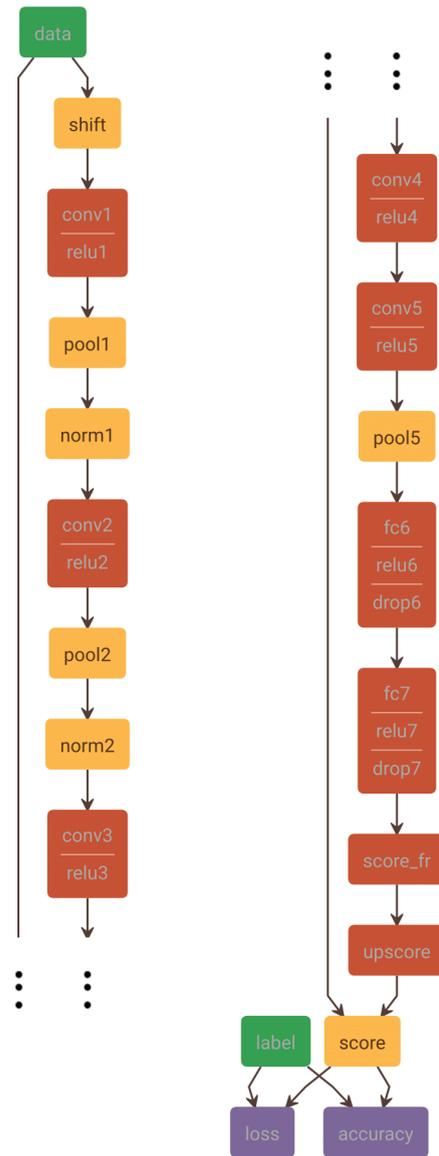 data
shift
conv1
relu1
pool1
norm1
conv2
relu2
pool2
norm2
conv3
relu3
conv4
relu4
conv5
relu5
pool5
fc6
relu6
drop6
fc7
relu7
drop7
score_fr
upscore
label
score
loss
accuracy